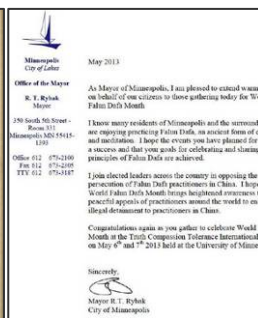 Minneapolis
City of Lakes
Office of the Mayor
R. T. Rybak
Mayor
350 South 5th Street -
Room 331
Minneapolis MN 55415-
1393
Office 612 673-2100
Fax 612 673-2305
TTY 612 673-3187
May 2013
As Mayor of Minneapolis, I am pleased to extend warm
on behalf of our citizens to those gathering today for Wo
Falun Dafa Month
I know many residents of Minneapolis and the surround
are enjoying practicing Falun Dafa, an ancient form of
and meditation. I hope the events you have planned for
a success and that your goals for celebrating and sharing
principles of Falun Dafa are achieved.
I join elected leaders across the country in opposing the
persecution of Falun Dafa practitioners in China. I hope
World Falun Dafa Month brings heightened awareness
peaceful appeals of practitioners around the world to en
illegal detainment to practitioners in China.
Congratulations again as you gather to celebrate World
Month at the Truth Compassion Tolerance International
on May 6th and 7th 2013 held at the University of Minne
Sincerely,
Mayor R.T. Rybak
City of Minneapolis